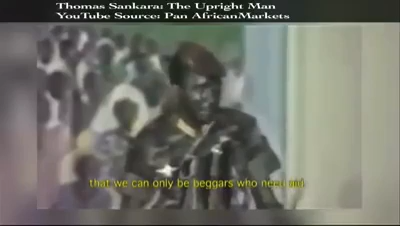 Thomas Sankara: The Upright Man
YouTube Source: Pan AfricanMarkets
that we can only be beggars who need aid